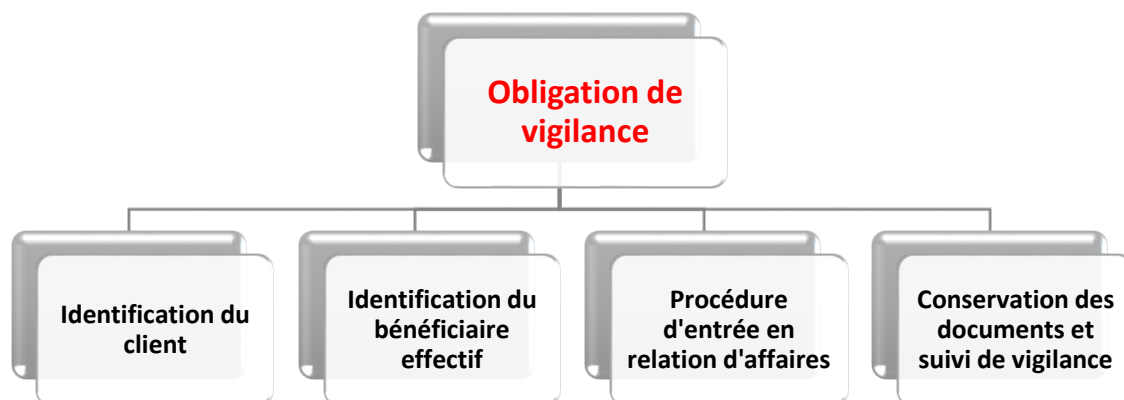 Obligation de
vigilance
Identification du
client
Identification du
bénéficiaire
effectif
Procédure
d'entrée en
relation d'affaires
Conservation des
documents et
suivi de vigilance